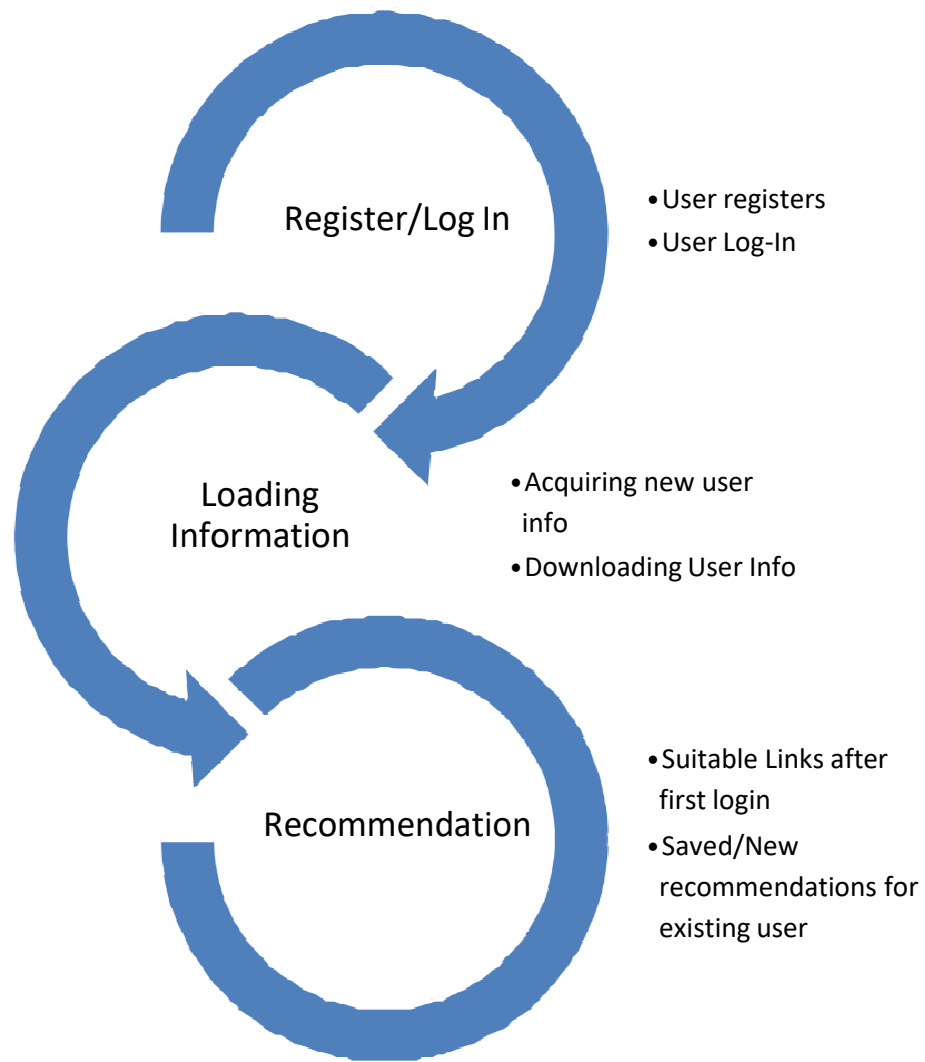 Register/Log In
•User registers
•User Log-In
Loading
Information
•Acquiring new user
info
•Downloading User Info
Recommendation
•Suitable Links after
first login
•Saved/New
recommendations for
existing user